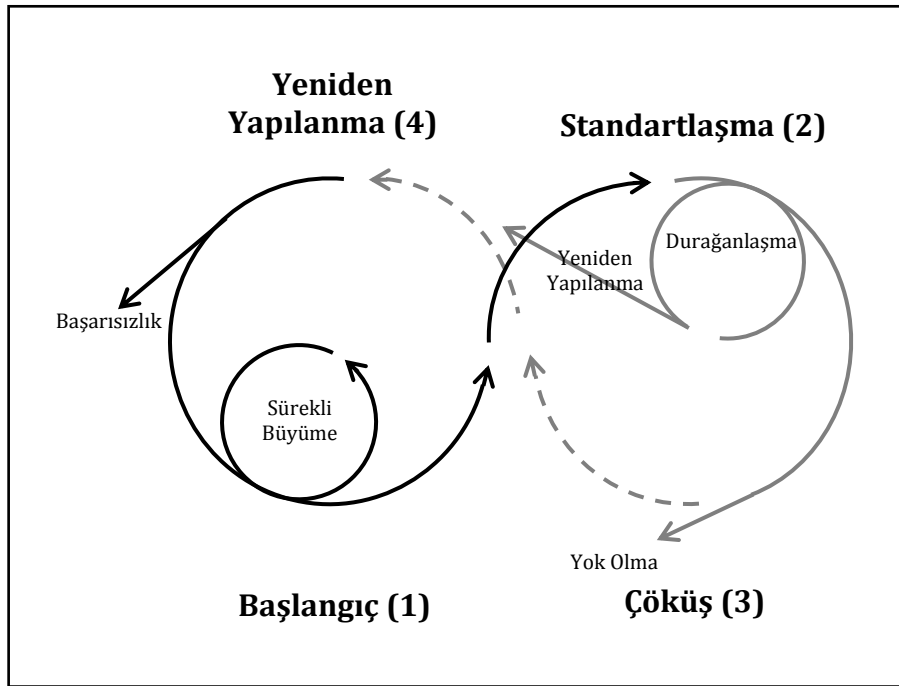 Yeniden
Yapılanma (4)
Standartlaşma (2)
Durağanlaşma
Yeniden
Yapılanma
Başarısızlık
Sürekli
Büyüme
Yok Olma
Başlangıç (1)
Çöküş (3)